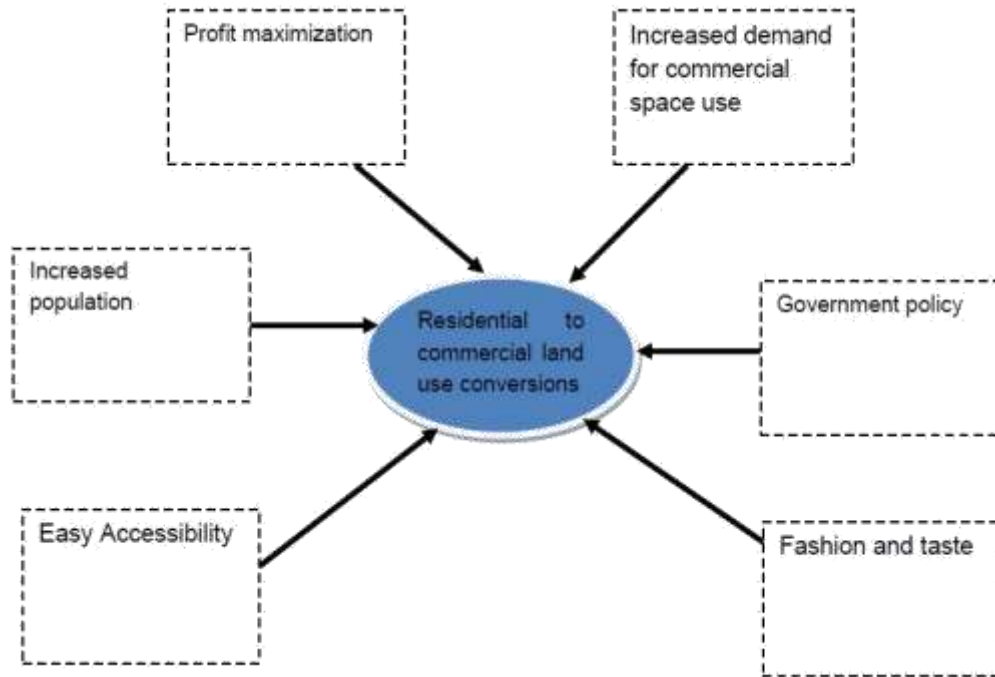 Profit maximization
Increased demand
for commercial
space use
Increased
population
Residential to
commercial land
use conversions
Government policy
Easy Accessibility
Fashion and taste